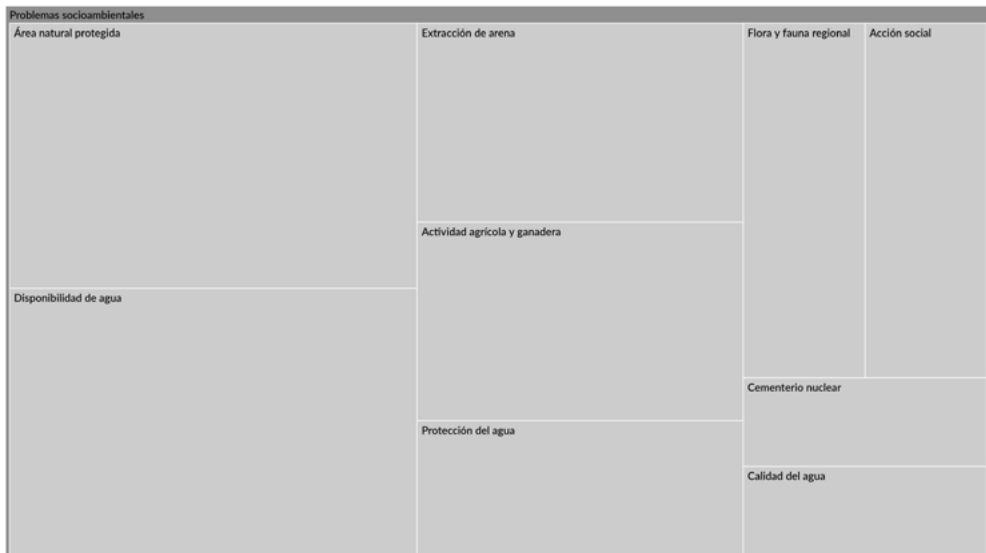 Problemas socioambientales
Área natural protegida
Extracción de arena
Flora y fauna regional
Acción social
Actividad agrícola y ganadera
Disponibilidad de agua
Cementerio nuclear
Protección del agua
Calidad del agua